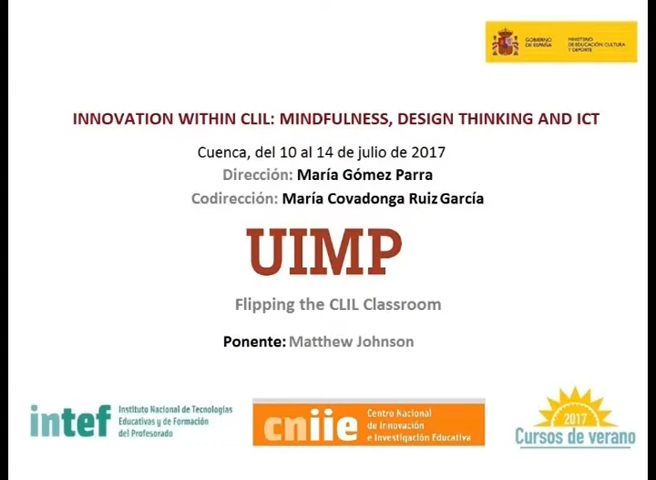 GOBIERNO
DE ESPAÑA
MINISTERIO
DE EDUCACIÓN, CULTURA
Y DEPORTE
INNOVATION WITHIN CLIL: MINDFULNESS, DESIGN THINKING AND ICT
Cuenca, del 10 al 14 de julio de 2017
Dirección: María Gómez Parra
Codirección: María Covadonga Ruiz García
UIMP
Flipping the CLIL Classroom
Ponente: Matthew Johnson
intef
Instituto Nacional de Tecnologías
Educativas y de Formación
del Profesorado
cniie
Centro Nacional
de Innovación
e Investigación Educativa
2017
Cursos de verano